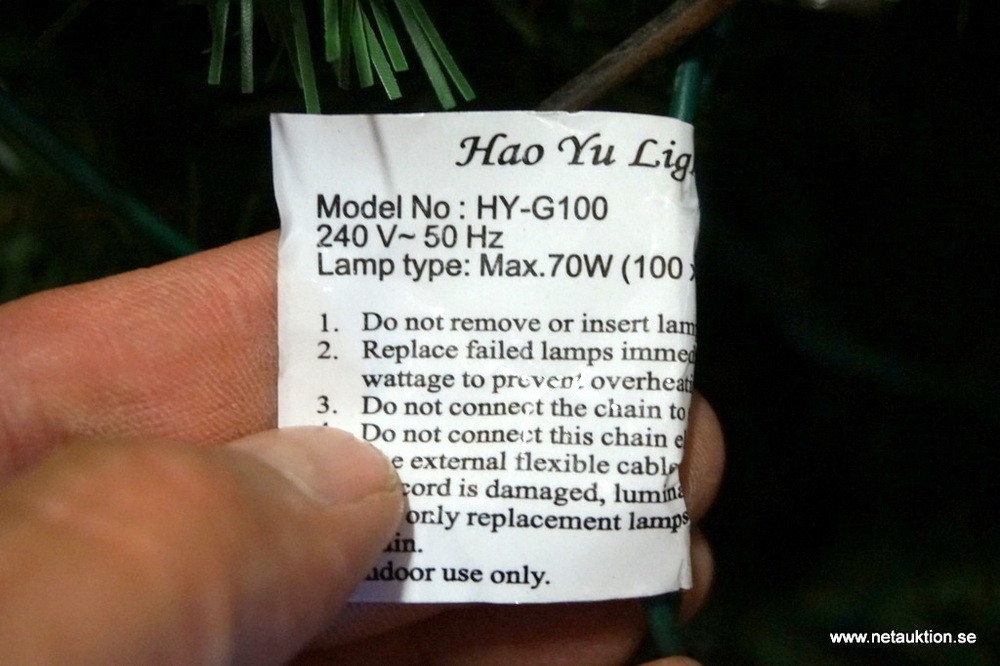 Hao Yu Lig
Model No : HY-G100
240 V~ 50 Hz
Lamp type: Max.70W (100 x
1. Do not remove or insert lam
2. Replace failed lamps immed
wattage to prevent overheati
3. Do not connect the chain to
Do not connect this chain e
e external flexible cable
cord is damaged, lumina
only replacement lamps
ain.
ndoor use only.
www.netauktion.se